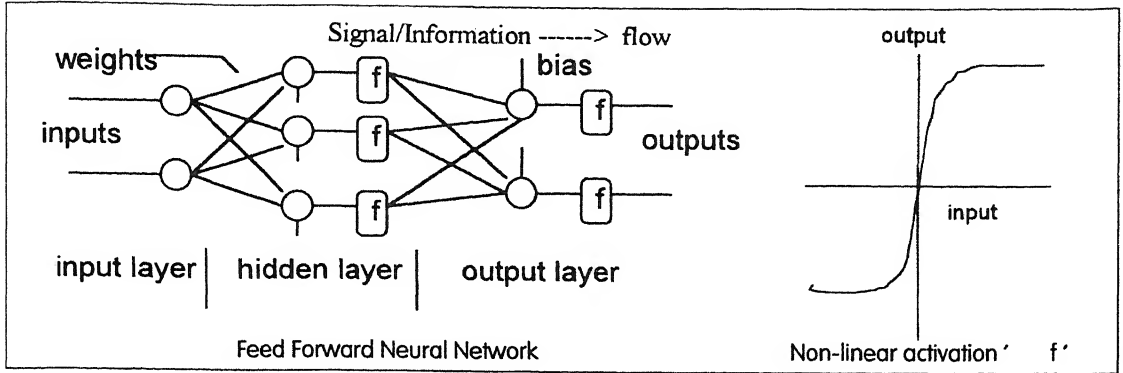 Signal/Information ------> flow
weights
bias
inputs
f
f
f
f
f
outputs
input layer
hidden layer
output layer
Feed Forward Neural Network
output
input
Non-linear activation ‘ f ’